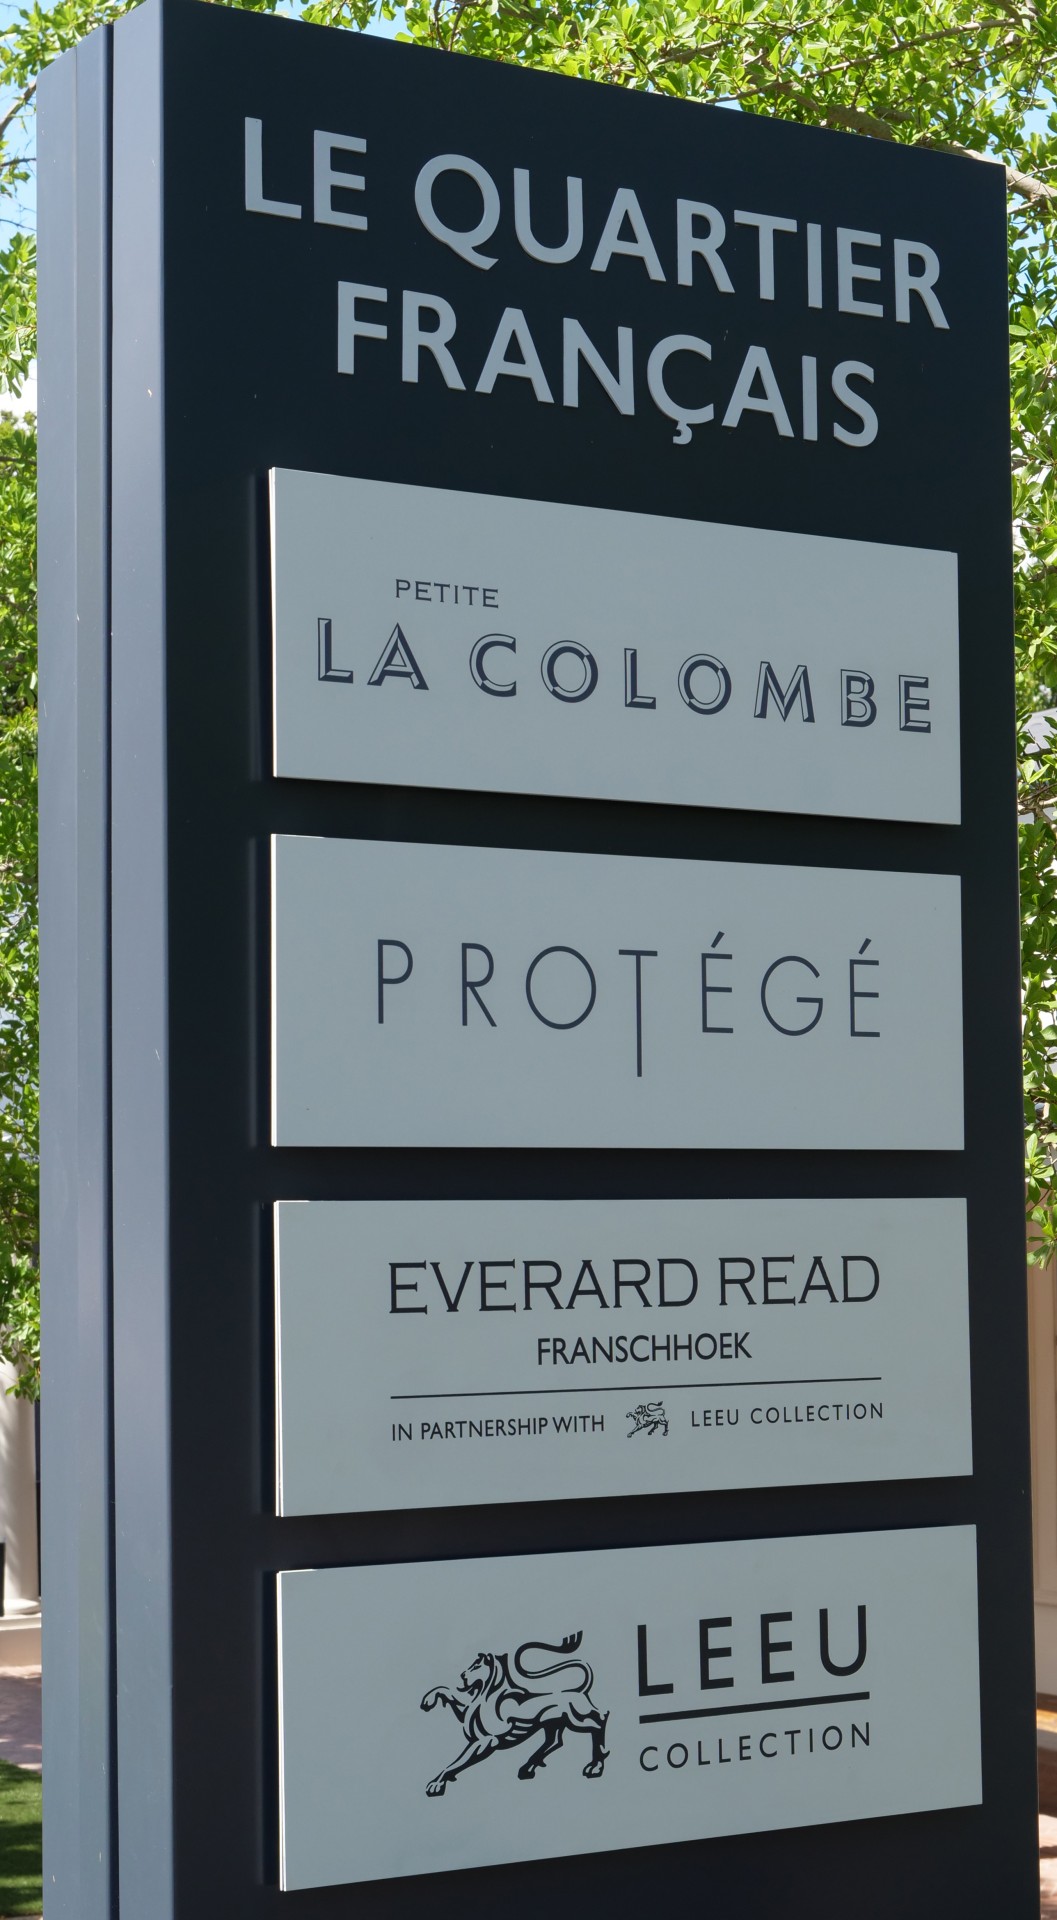 LE QUARTIER
FRANÇAIS
PETITE
LA COLOMBE
PROTÉGÉ
EVERARD READ
FRANSCHHOEK
IN PARTNERSHIP WITH LEEU COLLECTION
LEEU
COLLECTION